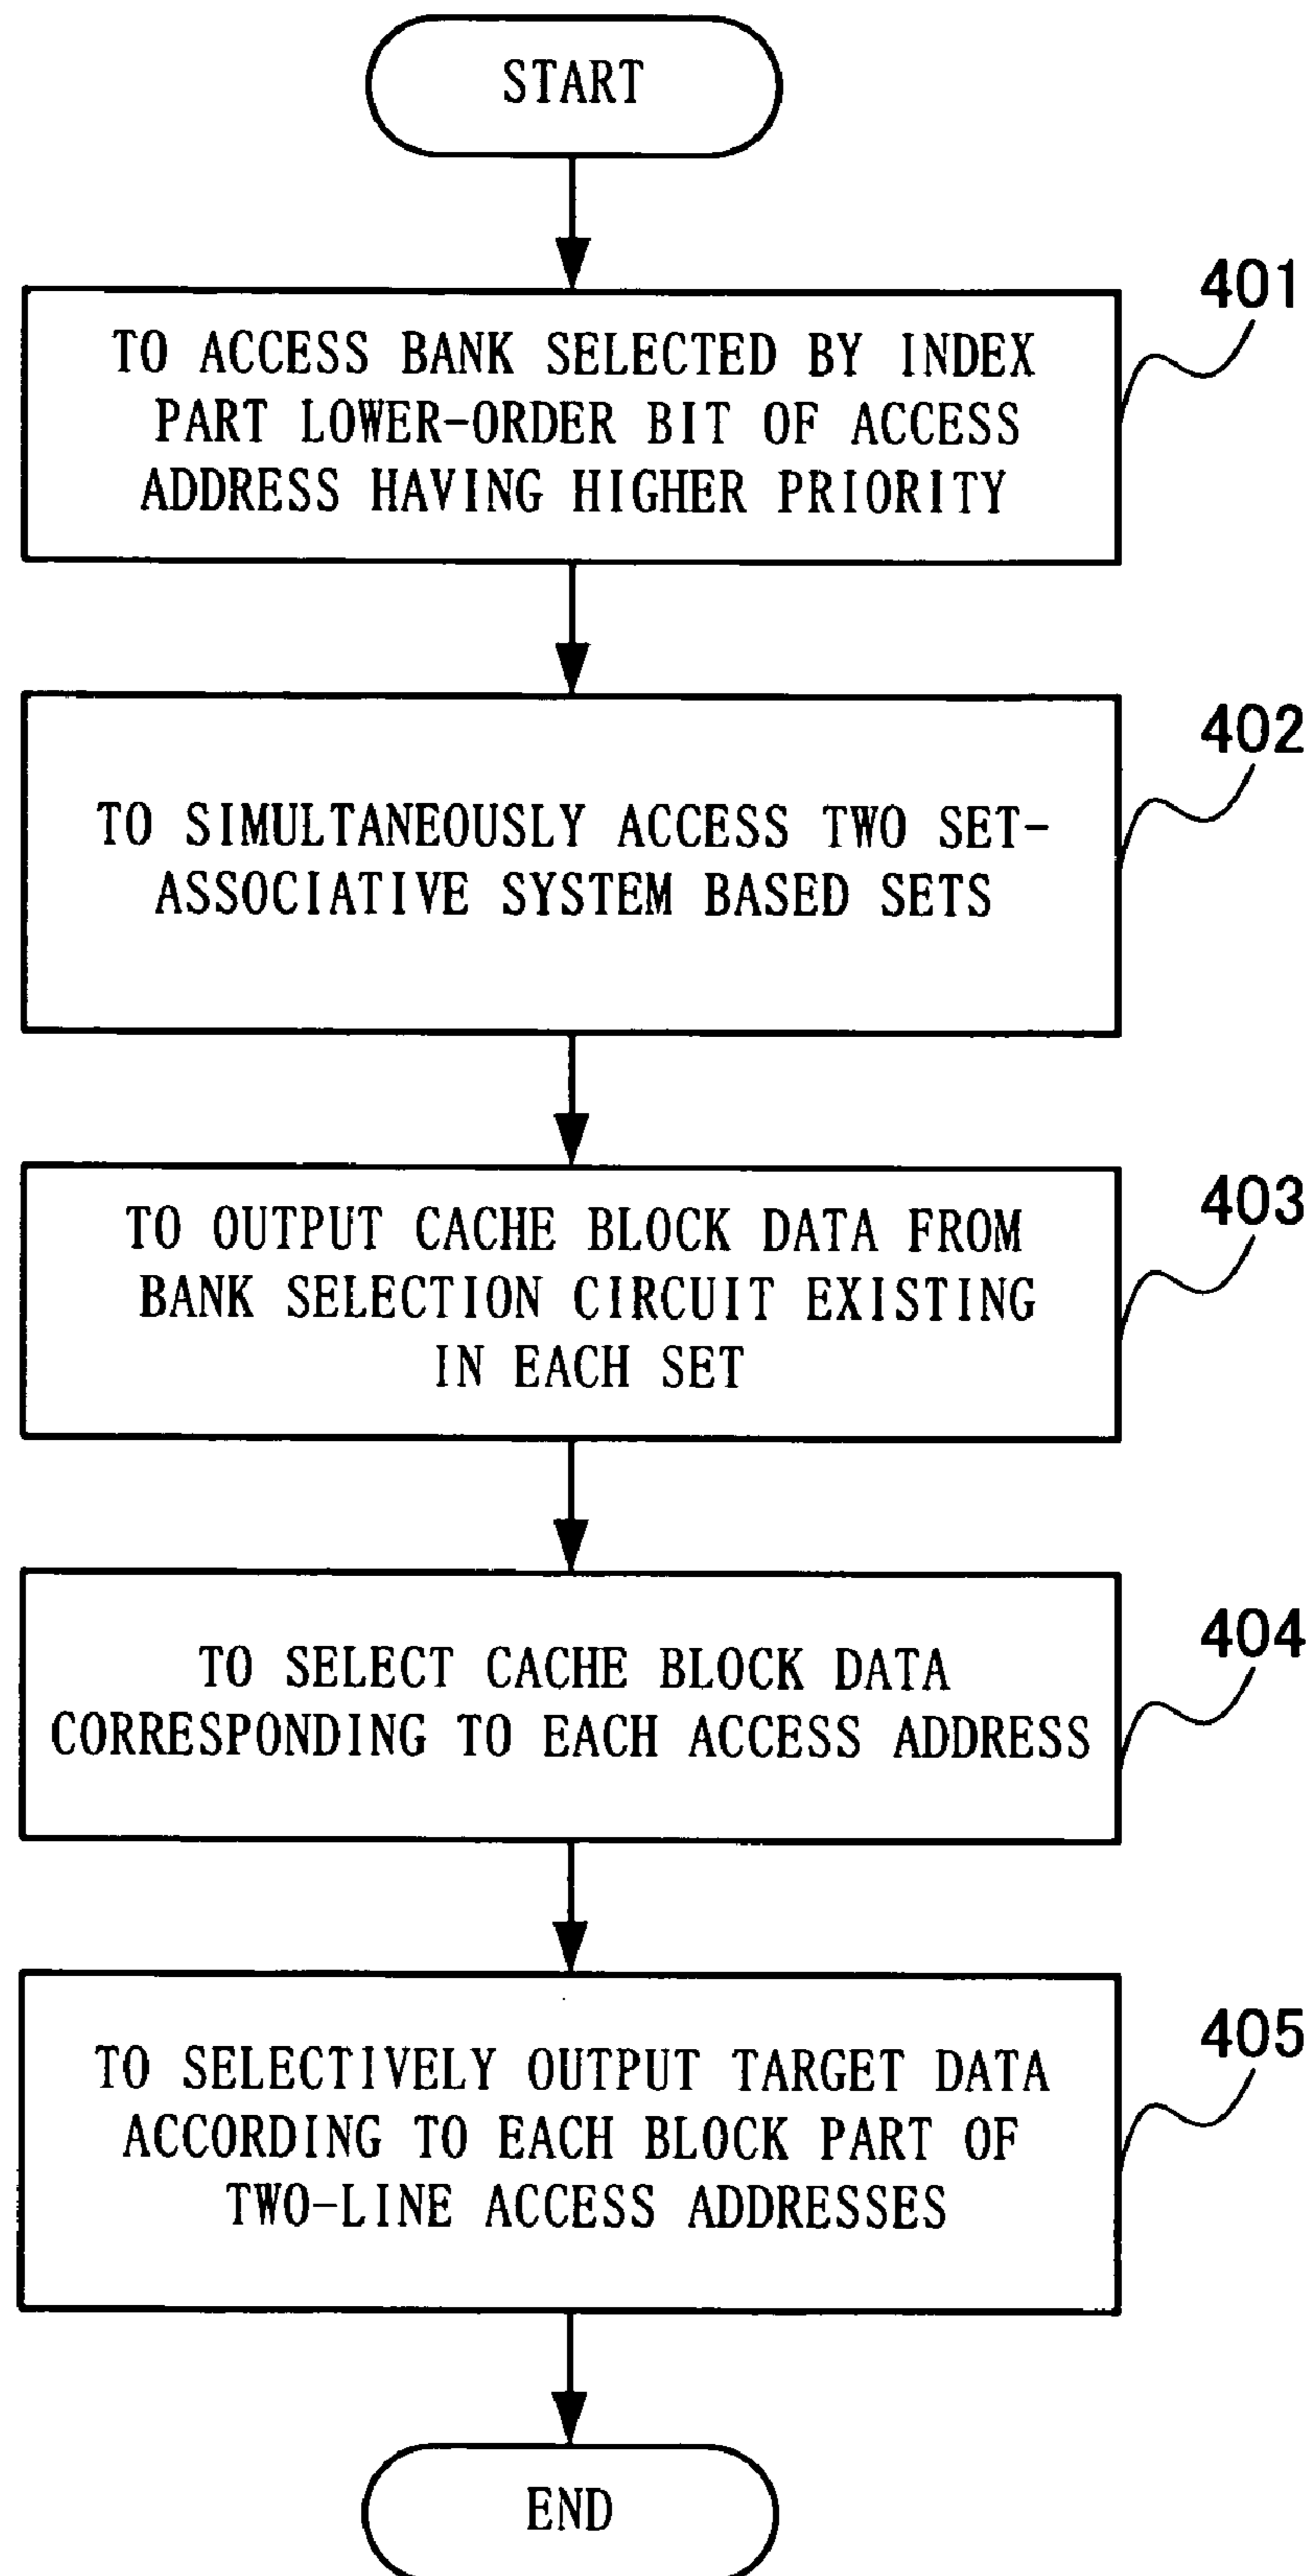 START
401
TO ACCESS BANK SELECTED BY INDEX
PART LOWER-ORDER BIT OF ACCESS
ADDRESS HAVING HIGHER PRIORITY
402
TO SIMULTANEOUSLY ACCESS TWO SET-
ASSOCIATIVE SYSTEM BASED SETS
403
TO OUTPUT CACHE BLOCK DATA FROM
BANK SELECTION CIRCUIT EXISTING
IN EACH SET
404
TO SELECT CACHE BLOCK DATA
CORRESPONDING TO EACH ACCESS ADDRESS
405
TO SELECTIVELY OUTPUT TARGET DATA
ACCORDING TO EACH BLOCK PART OF
TWO-LINE ACCESS ADDRESSES
END